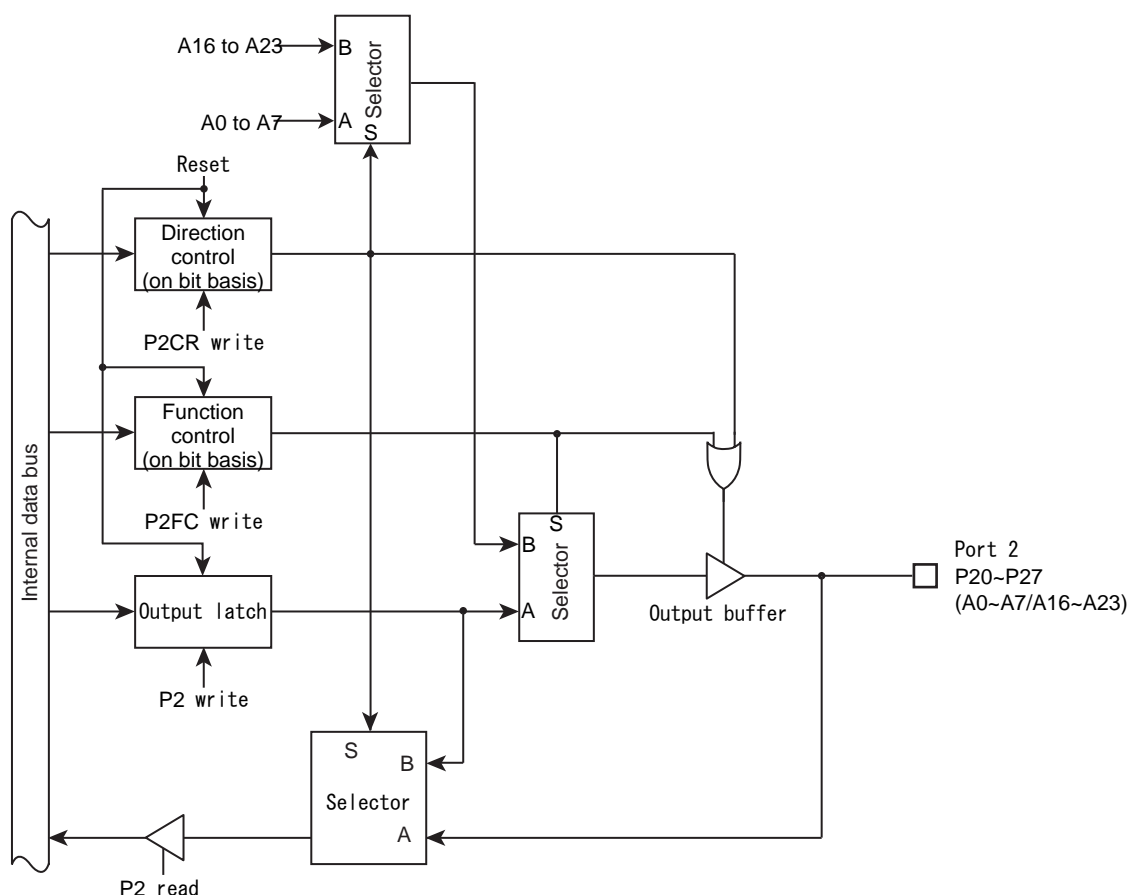 A16 to A23
B
Selector
A0 to A7
A
S
Reset
Direction
control
(on bit basis)
P2CR write
Function
control
(on bit basis)
P2FC write
Internal data bus
S
B
Selector
A
Output buffer
Port 2
P20~P27
(A0~A7/A16~A23)
Output latch
P2 write
S
B
Selector
A
P2 read